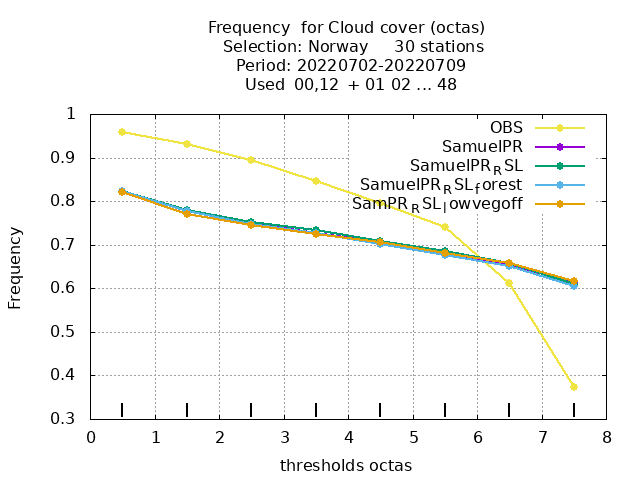 Frequency  for Cloud cover (octas)
Selection: Norway     30 stations
Period: 20220702-20220709
Used  00,12  + 01 02 ... 48
OBS
SamuelPR
SamuelPR_RSL
SamuelPR_RSL_forest
SamPR_RSL_lowvegoff
1
0.9
0.8
0.7
0.6
0.5
0.4
0.3
Frequency
0 1 2 3 4 5 6 7 8
thresholds octas